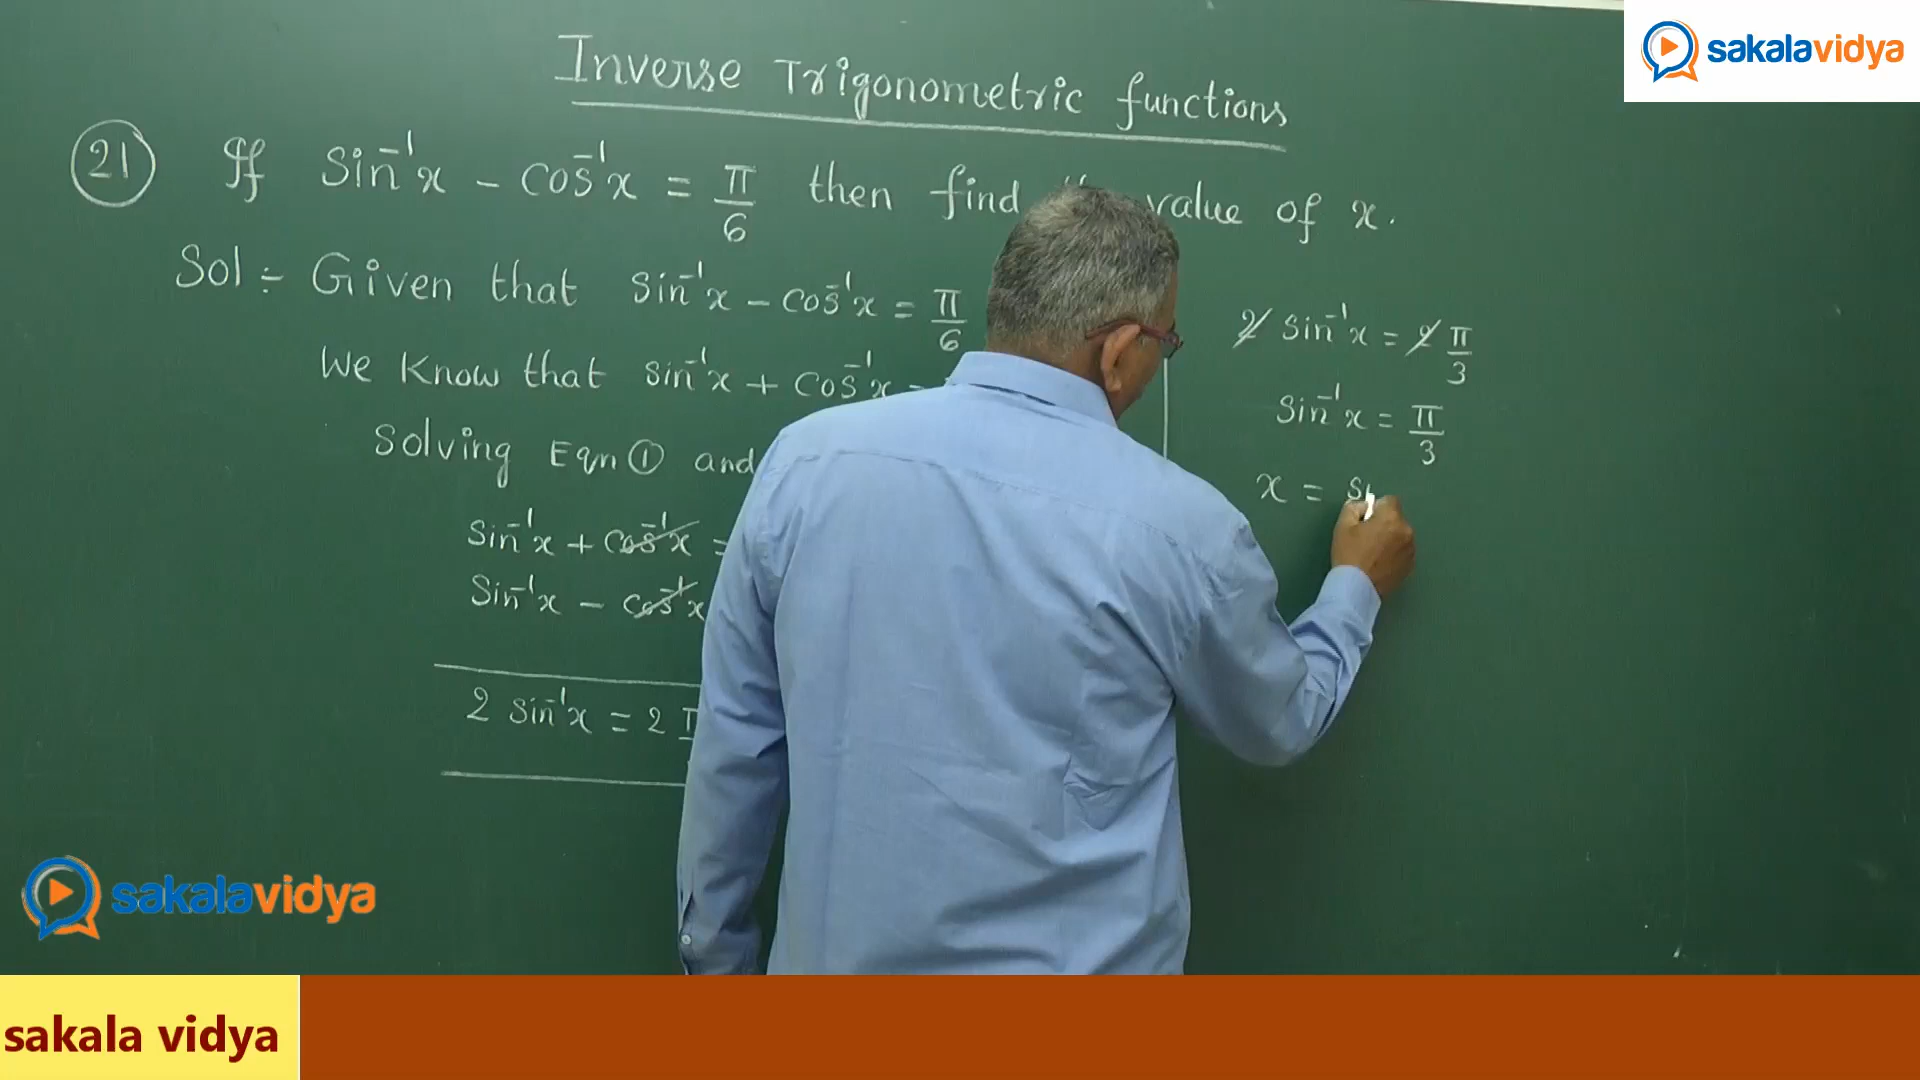 sakalavidya
Inverse Trigonometric functions
21 If Sin⁻¹x - Cos⁻¹x = π/6 then find value of x.
Sol:- Given that Sin⁻¹x - Cos⁻¹x = π/6
We Know that Sin⁻¹x + Cos⁻¹x =
Solving Eqn ① and
Sin⁻¹x + Cos⁻¹x =
Sin⁻¹x - Cos⁻¹x
2 Sin⁻¹x = 2
2 Sin⁻¹x = 2 π/3
Sin⁻¹x = π/3
x =
sakalavidya
sakala vidya